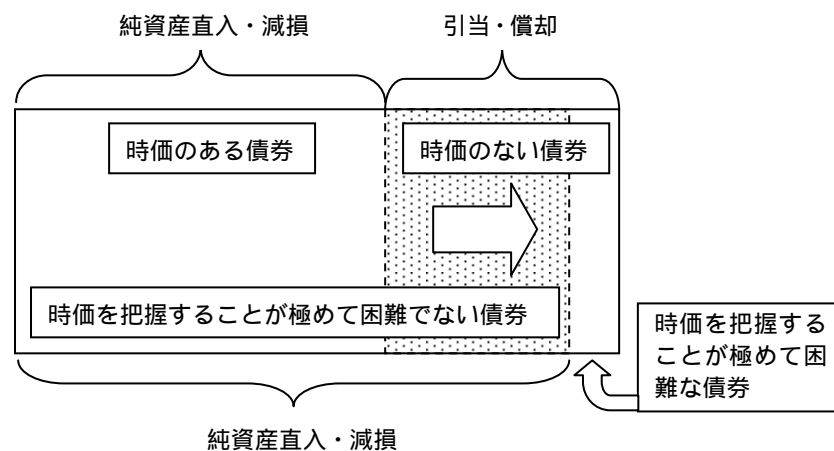 純資産直入・減損
引当・償却
時価のある債券
時価のない債券
時価を把握することが極めて困難でない債券
時価を把握する
ことが極めて困
難な債券
純資産直入・減損